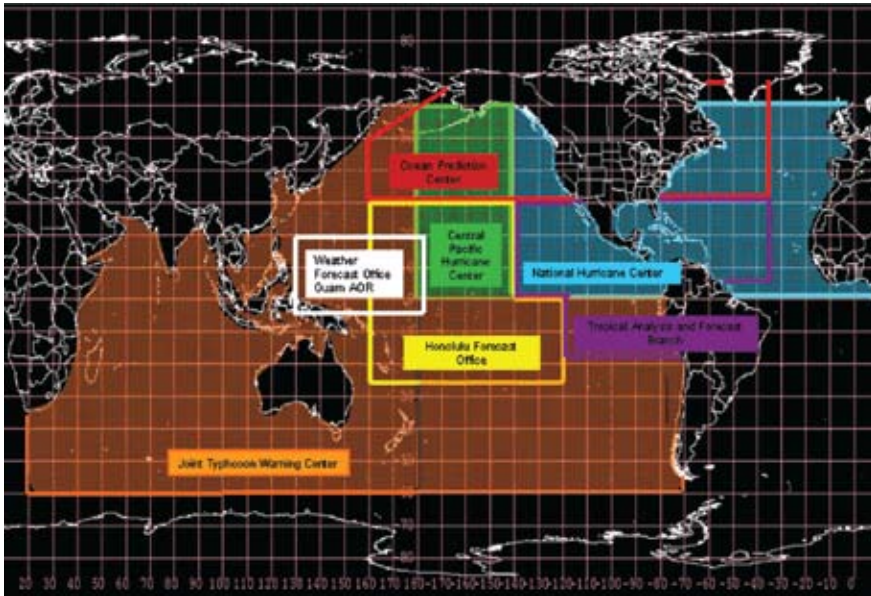 Ocean Prediction
Center
Central
Pacific
Hurricane
Center
Weather
Forecast Office
Guam AOR
National Hurricane Center
Tropical Analysis and Forecast
Branch
Honolulu Forecast
Office
Joint Typhoon Warning Center
20 30 40 50 60 70 80 90 100 110 120 130 140 150 160 170 180 -170 -160 -150 -140 -130 -120 -110 -100 -90 -80 -70 -60 -50 -40 -30 -20 -10 0